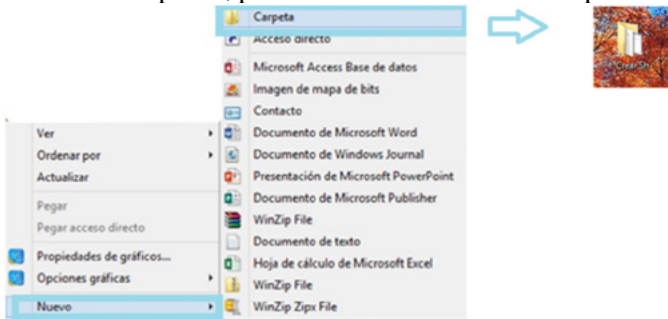 Carpeta
Acceso directo
Microsoft Access Base de datos
Imagen de mapa de bits
Contacto
Documento de Microsoft Word
Documento de Windows Journal
Presentación de Microsoft PowerPoint
Documento de Microsoft Publisher
WinZip File
Documento de texto
Hoja de cálculo de Microsoft Excel
WinZip File
WinZip Zipx File
Ver
Ordenar por
Actualizar
Pegar
Pegar acceso directo
Propiedades de gráficos...
Opciones gráficas
Nuevo
Crear Sh